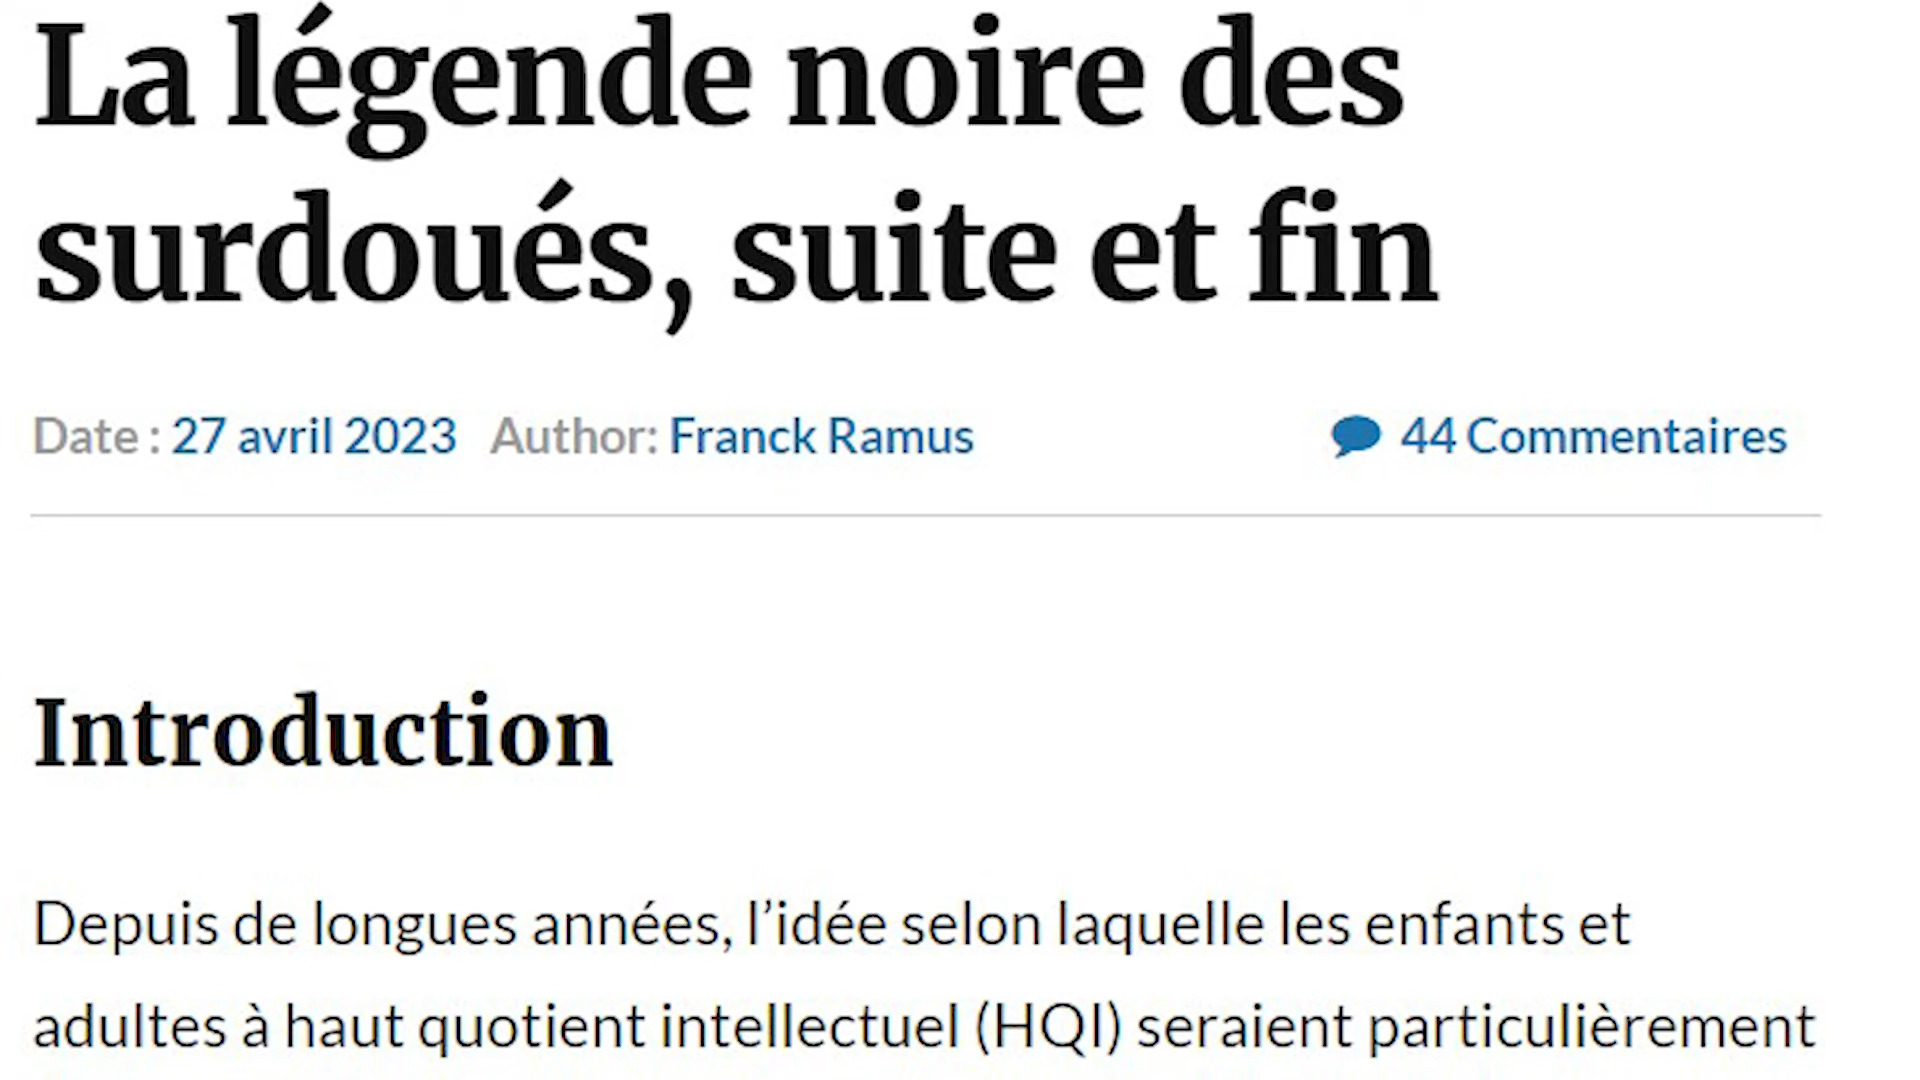 La légende noire des
surdoués, suite et fin
Date : 27 avril 2023 Author: Franck Ramus 44 Commentaires
Introduction
Depuis de longues années, l’idée selon laquelle les enfants et
adultes à haut quotient intellectuel (HQI) seraient particulièrement